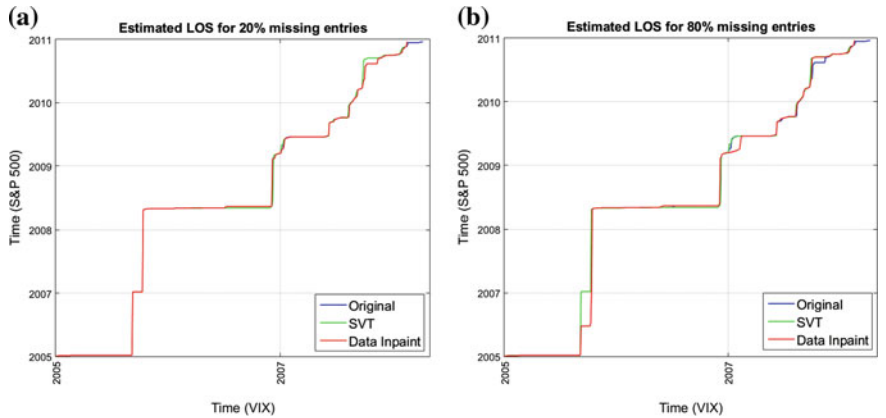 (a)
Estimated LOS for 20% missing entries
2011
2010
2009
2008
2007
2005
Time (S&P 500)
2005
2007
Time (VIX)
Original
SVT
Data Inpaint
(b)
Estimated LOS for 80% missing entries
2011
2010
2009
2008
2007
2005
Time (S&P 500)
2005
2007
Time (VIX)
Original
SVT
Data Inpaint